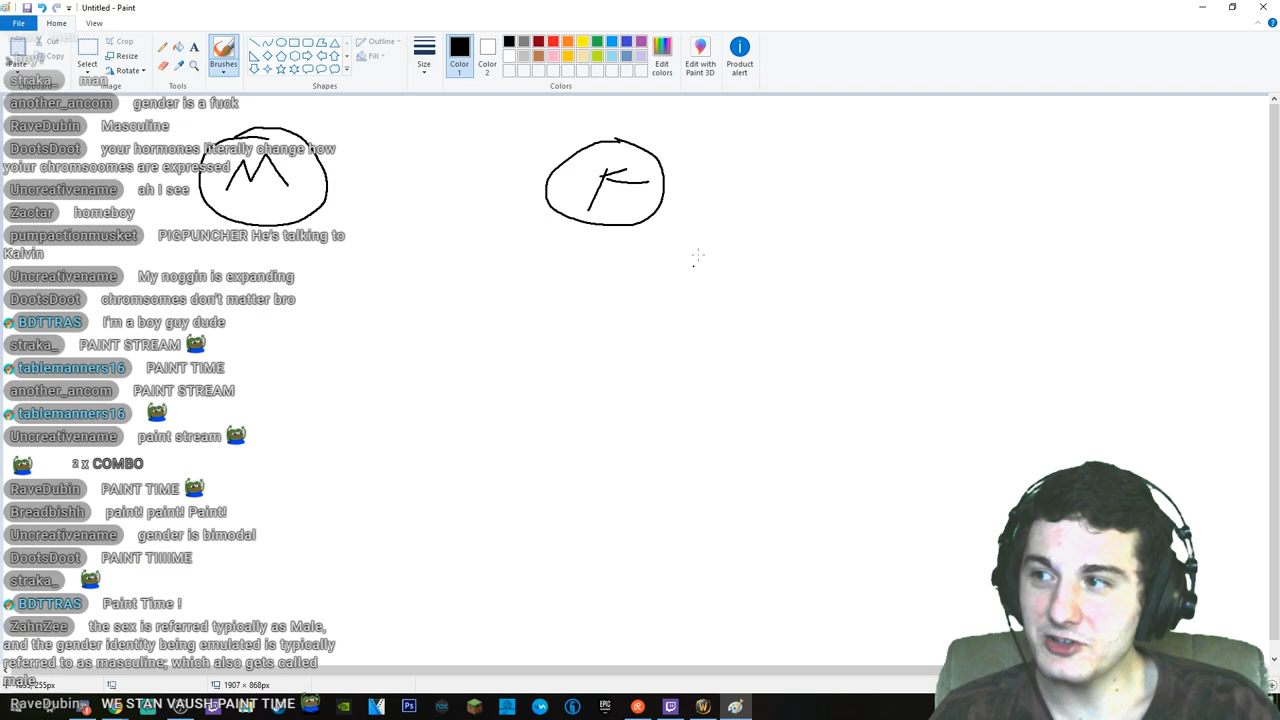 Untitled - Paint
File
Home
View
Cut
Copy
Paste
Clipboard
Select
Crop
Resize
Rotate
Image
Tools
Brushes
Outline
Fill
Shapes
Size
Color
1
Color
2
Colors
Edit
colors
Edit with
Paint 3D
Product
alert
straka_ man
another_ancom gender is a fuck
RaveDubin Masculine
DootsDoot your hormones literally change how
yoiur chromsoomes are expressed
Uncreativename ah I see
Zactar homeboy
pumpactionmusket PIGPUNCHER He's talking to
Kalvin
Uncreativename My noggin is expanding
DootsDoot chromsomes don't matter bro
BDTTRAS I'm a boy guy dude
straka_ PAINT STREAM
tablemanners16 PAINT TIME
another_ancom PAINT STREAM
tablemanners16
Uncreativename paint stream
2 x COMBO
RaveDubin PAINT TIME
Breadbishh paint! paint! Paint!
Uncreativename gender is bimodal
DootsDoot PAINT TIIIIME
straka_
BDTTRAS Paint Time !
ZahnZee the sex is referred typically as Male,
and the gender identity being emulated is typically
referred to as masculine; which also gets called
male.
RaveDubin WE STAN VAUSH PAINT TIME
M
F
1907 × 868px
EPIC
GAMES
Ps